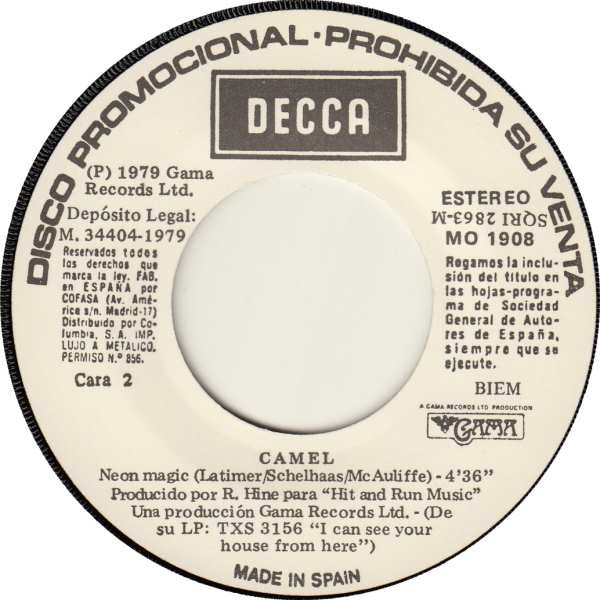 DISCO PROMOCIONAL · PROHIBIDA SU VENTA
DECCA
(P) 1979 Gama
Records Ltd.
Depósito Legal:
M. 34404-1979
Reservados todos
los derechos que
marca la ley. FAB.
en ESPAÑA por
COFASA (Av. Amé-
rica s/n. Madrid-17)
Distribuido por Co-
lumbia, S. A. IMP.
LUJO A METALICO.
PERMISO N.º 856.
Cara 2
ESTEREO
SQRI 2863-M
MO 1908
Rogamos la inclu-
sión del título en
las hojas-progra-
ma de Sociedad
General de Auto-
res de España,
siempre que se
ejecute.
BIEM
A GAMA RECORDS LTD PRODUCTION
GAMA
CAMEL
Neon magic (Latimer/Schelhaas/McAuliffe) - 4'36"
Producido por R. Hine para "Hit and Run Music"
Una producción Gama Records Ltd. - (De
su LP: TXS 3156 "I can see your
house from here")
MADE IN SPAIN